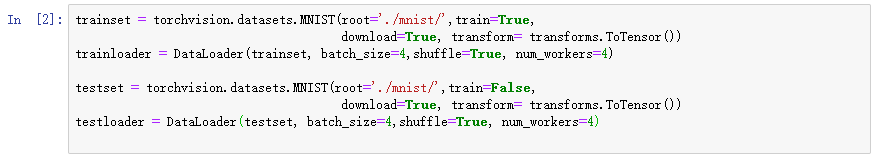 In [2]: trainset = torchvision.datasets.MNIST(root='./mnist/',train=True,
download=True, transform= transforms.ToTensor())
trainloader = DataLoader(trainset, batch_size=4,shuffle=True, num_workers=4)
testset = torchvision.datasets.MNIST(root='./mnist/',train=False,
download=True, transform= transforms.ToTensor())
testloader = DataLoader(testset, batch_size=4,shuffle=True, num_workers=4)